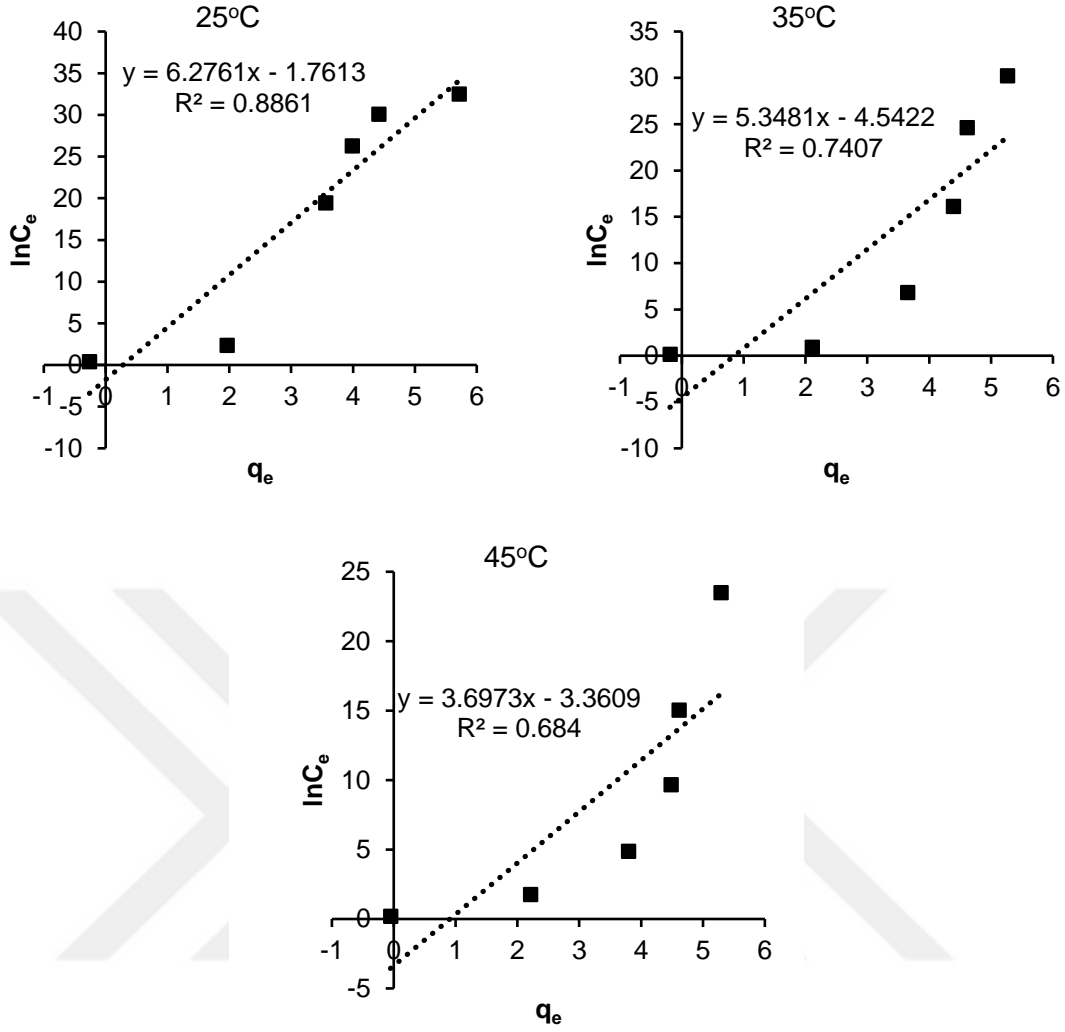 25°C
40
35
30
25
20
15
10
5
0
-5
-10
y = 6.2761x - 1.7613
R² = 0.8861
lnCₑ
-1 0 1 2 3 4 5 6
qₑ
35°C
35
30
25
20
15
10
5
0
-5
-10
y = 5.3481x - 4.5422
R² = 0.7407
lnCₑ
-1 0 1 2 3 4 5 6
qₑ
45°C
25
20
15
10
5
0
-5
y = 3.6973x - 3.3609
R² = 0.684
lnCₑ
-1 0 1 2 3 4 5 6
qₑ